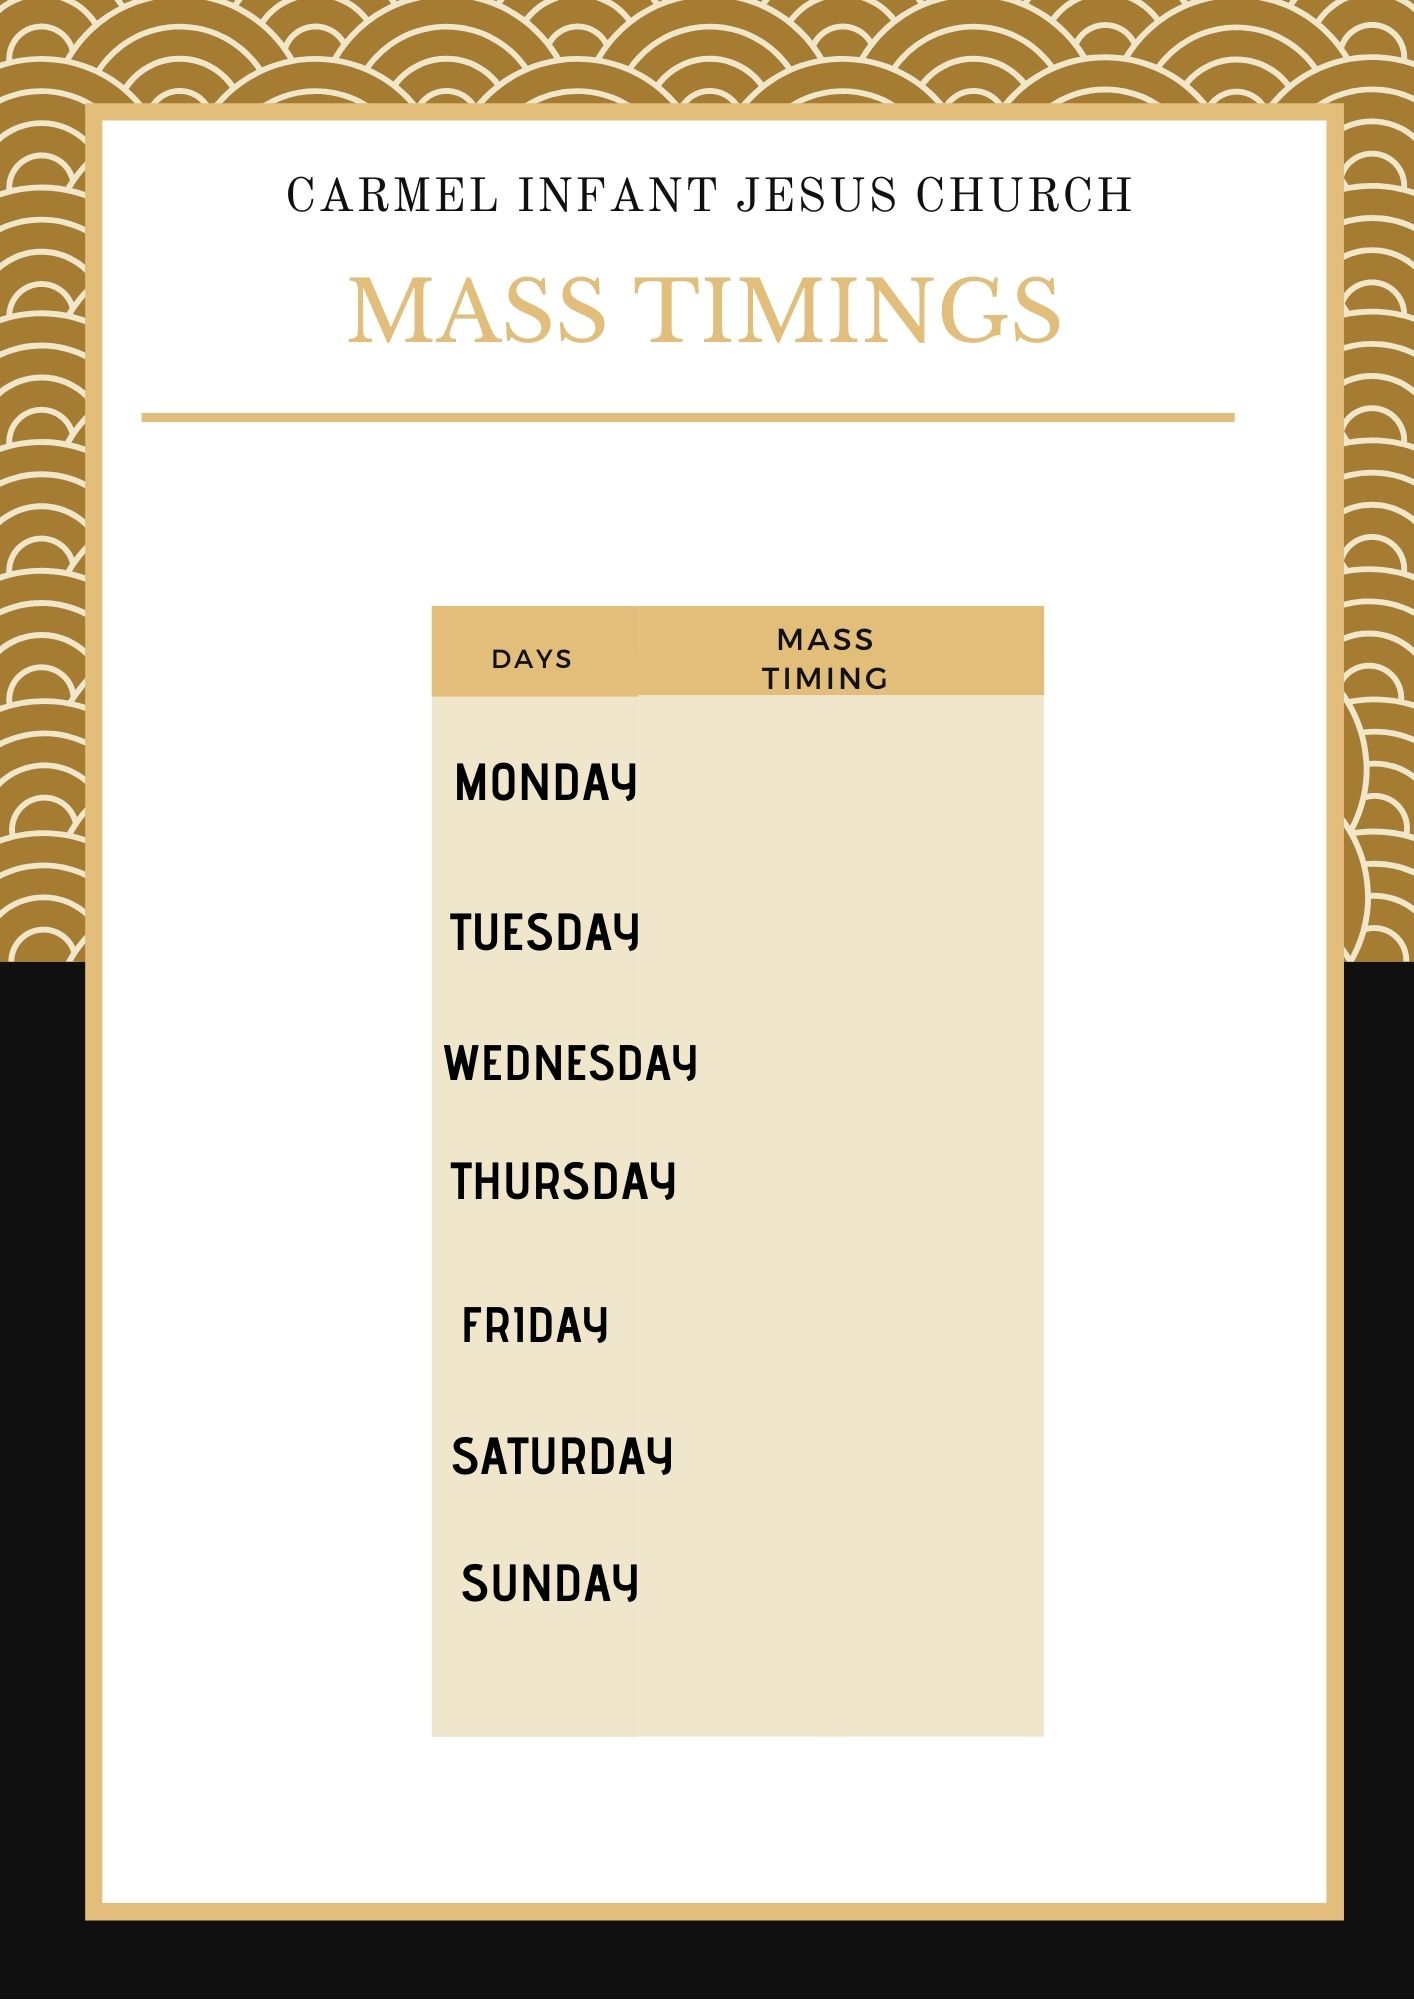 CARMEL INFANT JESUS CHURCH
MASS TIMINGS
DAYS
MASS
TIMING
MONDAY
TUESDAY
WEDNESDAY
THURSDAY
FRIDAY
SATURDAY
SUNDAY